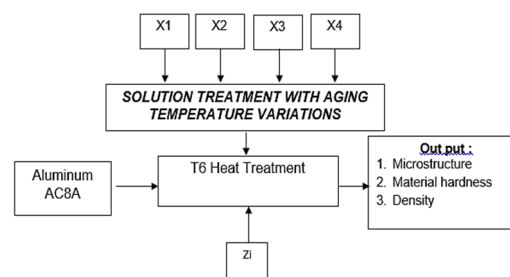 X1 X2 X3 X4
SOLUTION TREATMENT WITH AGING
TEMPERATURE VARIATIONS
Aluminum
AC8A
T6 Heat Treatment
Out put :
1. Microstructure
2. Material hardness
3. Density
Zi